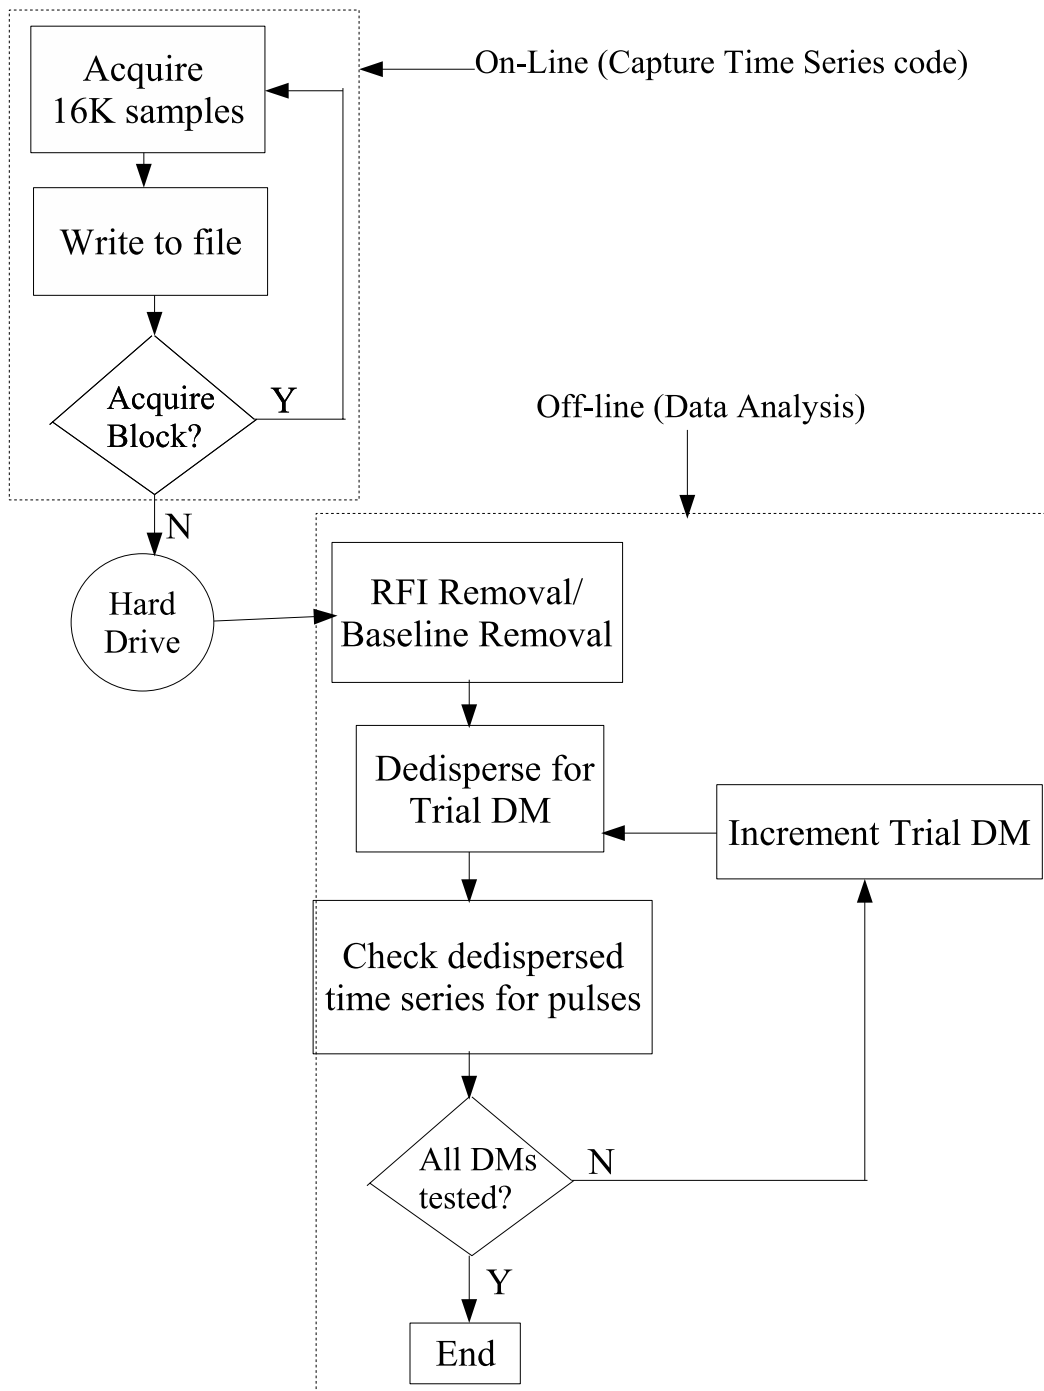 Acquire
16K samples
On-Line (Capture Time Series code)
Write to file
Acquire
Block?
Y
N
Off-line (Data Analysis)
Hard
Drive
RFI Removal/
Baseline Removal
Dedisperse for
Trial DM
Increment Trial DM
Check dedispersed
time series for pulses
All DMs
tested?
N
Y
End